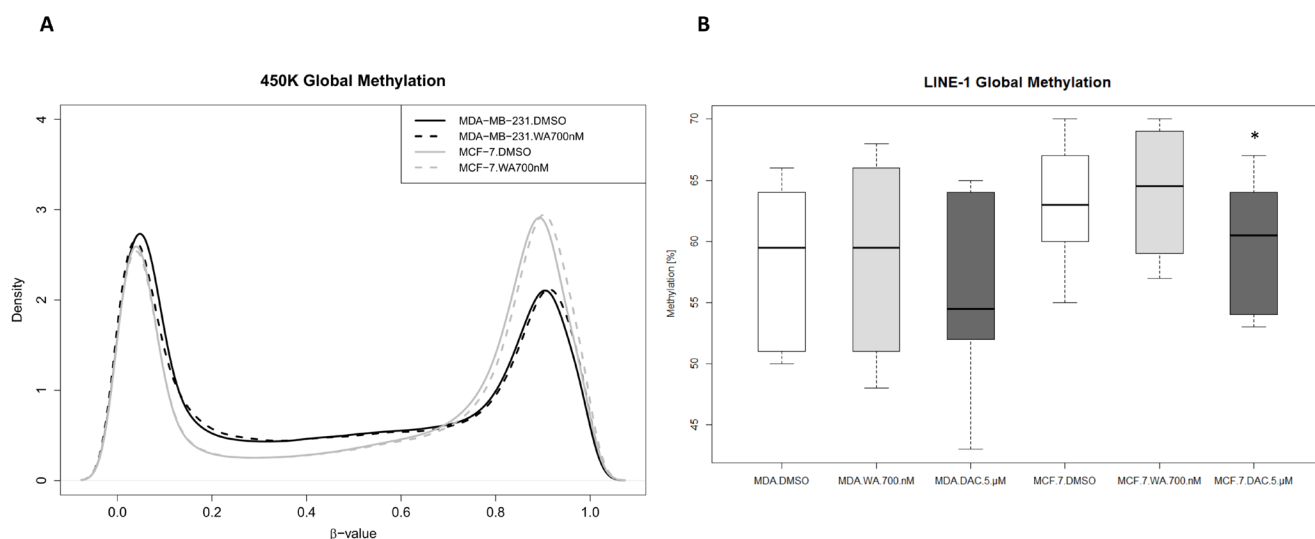 A
450K Global Methylation
4
3
2
1
0
Density
MDA−MB−231.DMSO
MDA−MB−231.WA700nM
MCF−7.DMSO
MCF−7.WA700nM
0.0 0.2 0.4 0.6 0.8 1.0
β−value
B
LINE-1 Global Methylation
70
65
60
55
50
45
Methylation [%]
*
MDA.DMSO MDA.WA.700.nM MDA.DAC.5.µM MCF.7.DMSO MCF.7.WA.700.nM MCF.7.DAC.5.µM